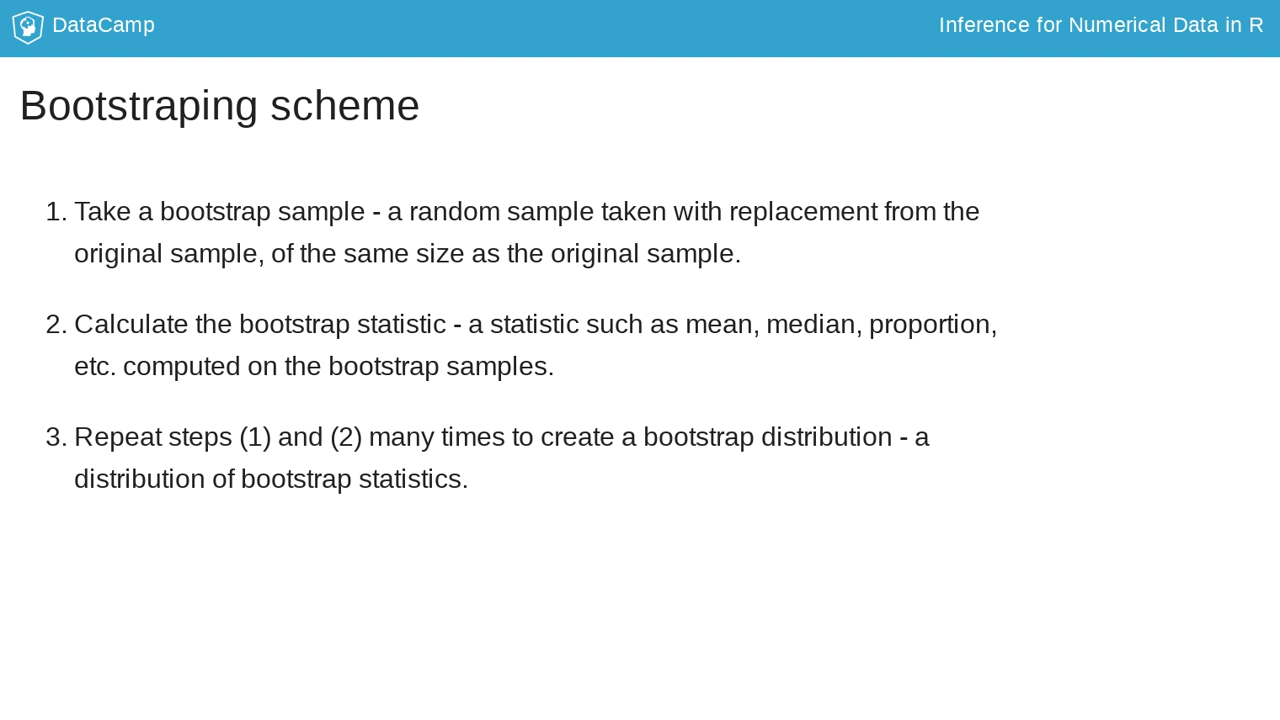 DataCamp
Inference for Numerical Data in R
Bootstraping scheme
1. Take a bootstrap sample - a random sample taken with replacement from the
original sample, of the same size as the original sample.
2. Calculate the bootstrap statistic - a statistic such as mean, median, proportion,
etc. computed on the bootstrap samples.
3. Repeat steps (1) and (2) many times to create a bootstrap distribution - a
distribution of bootstrap statistics.